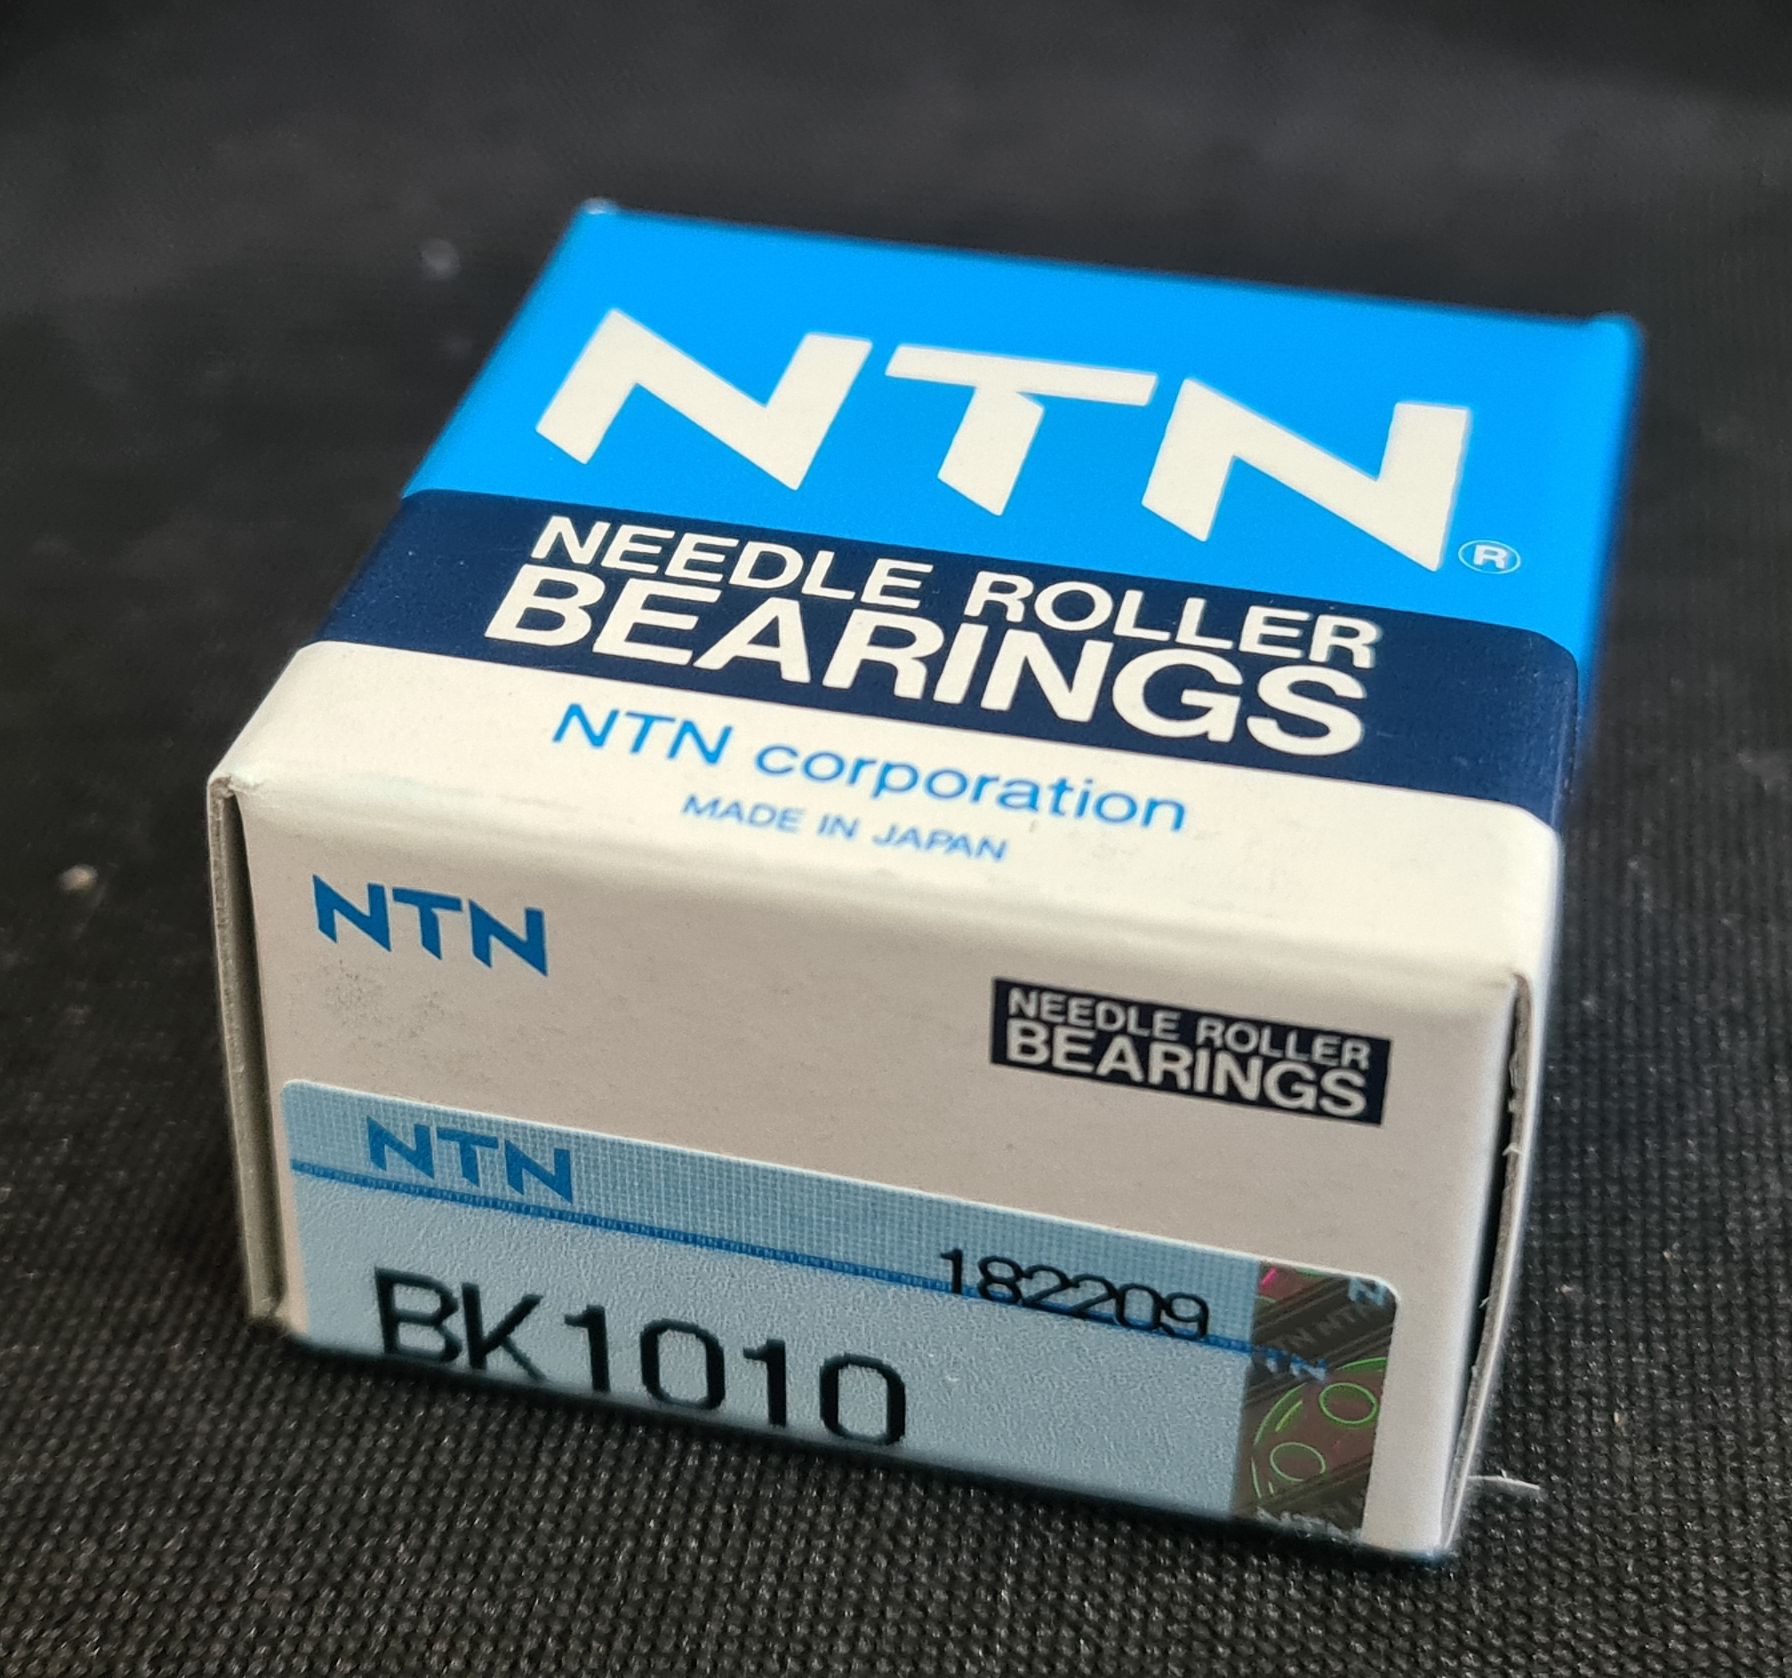 NTN®
NEEDLE ROLLER
BEARINGS
NTN corporation
MADE IN JAPAN
NTN
NEEDLE ROLLER
BEARINGS
NTN
182209
BK1010